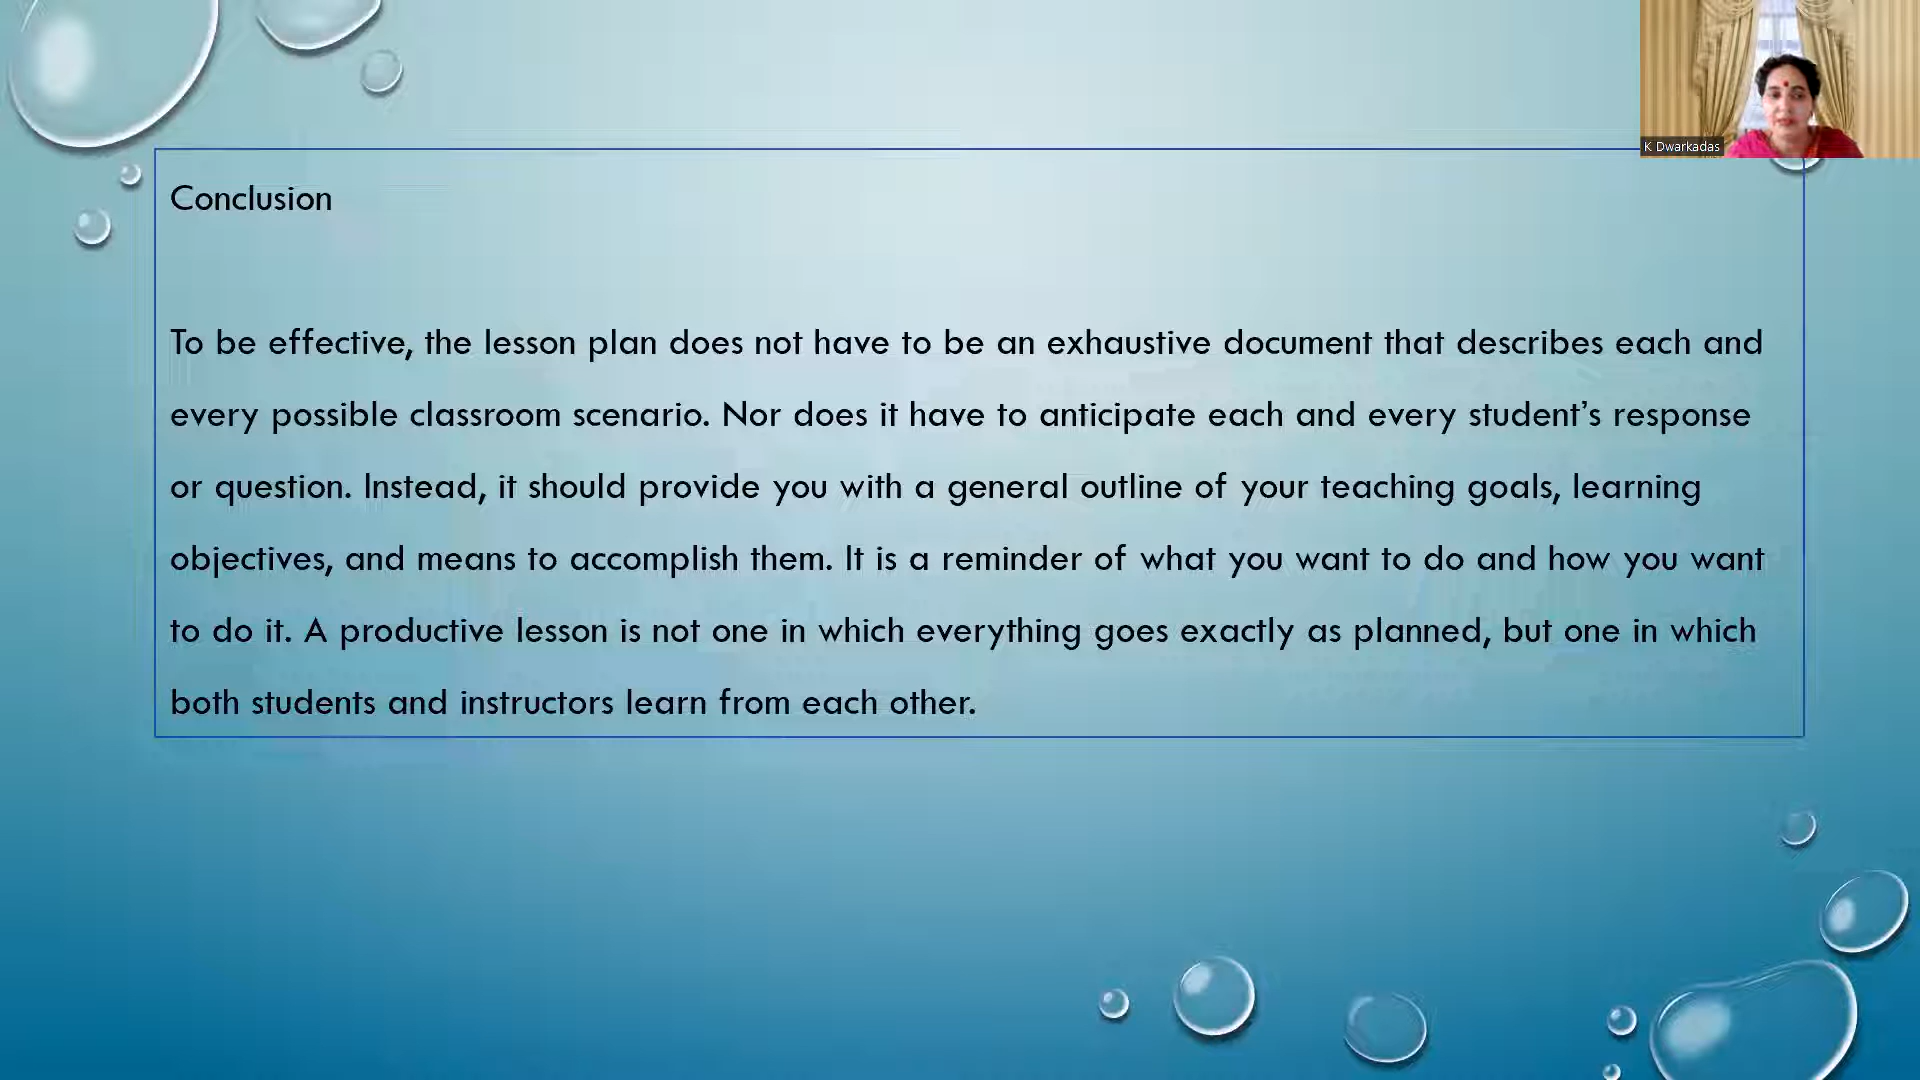 K Dwarkadas
Conclusion
To be effective, the lesson plan does not have to be an exhaustive document that describes each and
every possible classroom scenario. Nor does it have to anticipate each and every student’s response
or question. Instead, it should provide you with a general outline of your teaching goals, learning
objectives, and means to accomplish them. It is a reminder of what you want to do and how you want
to do it. A productive lesson is not one in which everything goes exactly as planned, but one in which
both students and instructors learn from each other.